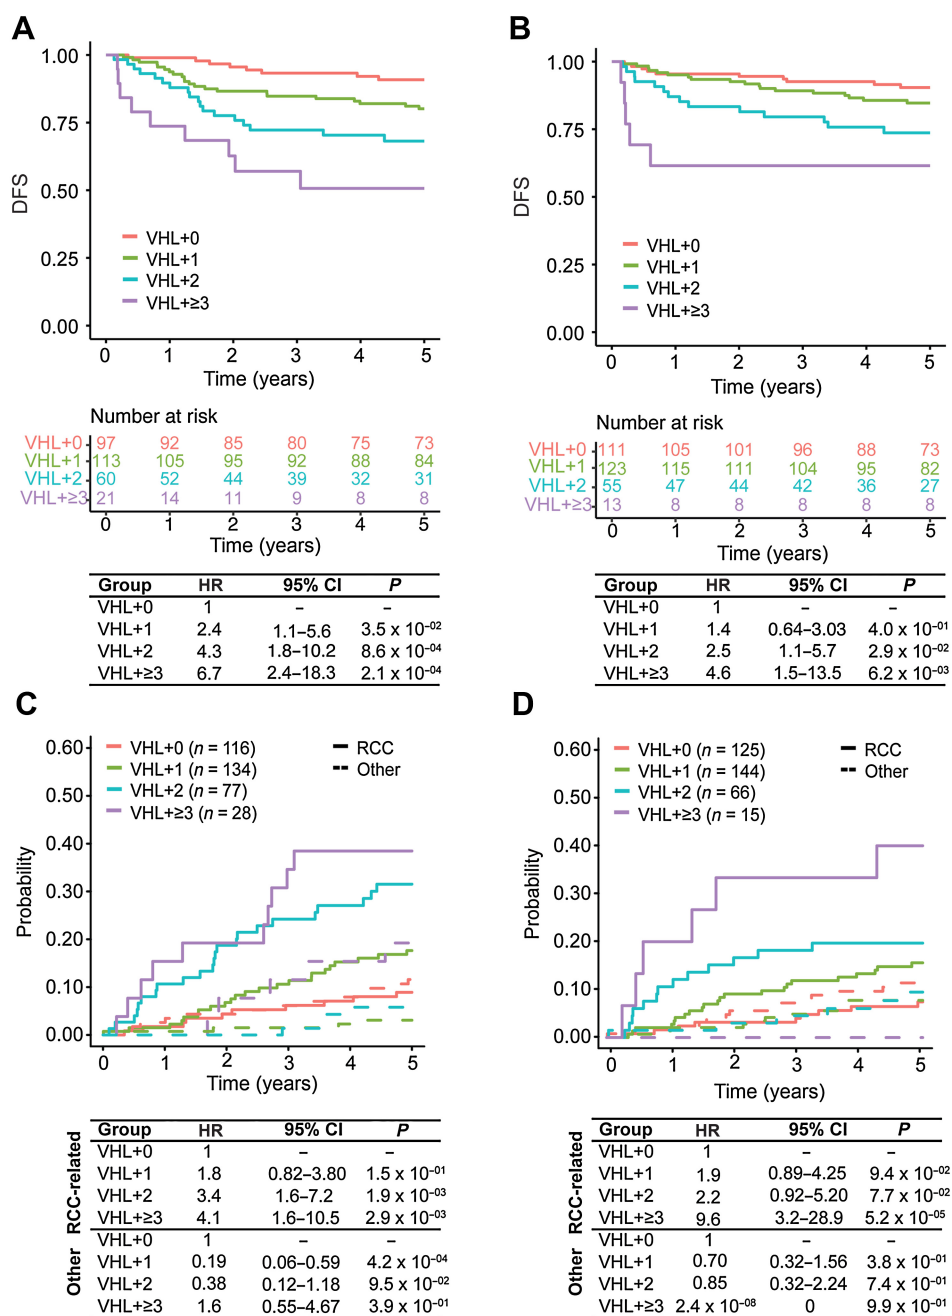 A
1.00
0.75
0.50
0.25
0.00
DFS
VHL+0
VHL+1
VHL+2
VHL+≥3
0 1 2 3 4 5
Time (years)
Number at risk
VHL+0 97 92 85 80 75 73
VHL+1 113 105 95 92 88 84
VHL+2 60 52 44 39 32 31
VHL+≥3 21 14 11 9 8 8
0 1 2 3 4 5
Time (years)
Group HR 95% CI P
VHL+0 1 – –
VHL+1 2.4 1.1–5.6 3.5 x 10⁻⁰²
VHL+2 4.3 1.8–10.2 8.6 x 10⁻⁰⁴
VHL+≥3 6.7 2.4–18.3 2.1 x 10⁻⁰⁴
B
1.00
0.75
0.50
0.25
0.00
DFS
VHL+0
VHL+1
VHL+2
VHL+≥3
0 1 2 3 4 5
Time (years)
Number at risk
VHL+0 111 105 101 96 88 73
VHL+1 123 115 111 104 95 82
VHL+2 55 47 44 42 36 27
VHL+≥3 13 8 8 8 8 8
0 1 2 3 4 5
Time (years)
Group HR 95% CI P
VHL+0 1 – –
VHL+1 1.4 0.64–3.03 4.0 x 10⁻⁰¹
VHL+2 2.5 1.1–5.7 2.9 x 10⁻⁰²
VHL+≥3 4.6 1.5–13.5 6.2 x 10⁻⁰³
C
0.60
0.50
0.40
0.30
0.20
0.10
0.00
Probability
VHL+0 (n = 116)
VHL+1 (n = 134)
VHL+2 (n = 77)
VHL+≥3 (n = 28)
RCC
Other
0 1 2 3 4 5
Time (years)
Group HR 95% CI P
RCC-related
VHL+0 1 – –
VHL+1 1.8 0.82–3.80 1.5 x 10⁻⁰¹
VHL+2 3.4 1.6–7.2 1.9 x 10⁻⁰³
VHL+≥3 4.1 1.6–10.5 2.9 x 10⁻⁰³
Other
VHL+0 1 – –
VHL+1 0.19 0.06–0.59 4.2 x 10⁻⁰⁴
VHL+2 0.38 0.12–1.18 9.5 x 10⁻⁰²
VHL+≥3 1.6 0.55–4.67 3.9 x 10⁻⁰¹
D
0.60
0.50
0.40
0.30
0.20
0.10
0.00
Probability
VHL+0 (n = 125)
VHL+1 (n = 144)
VHL+2 (n = 66)
VHL+≥3 (n = 15)
RCC
Other
0 1 2 3 4 5
Time (years)
Group HR 95% CI P
RCC-related
VHL+0 1 – –
VHL+1 1.9 0.89–4.25 9.4 x 10⁻⁰²
VHL+2 2.2 0.92–5.20 7.7 x 10⁻⁰²
VHL+≥3 9.6 3.2–28.9 5.2 x 10⁻⁰⁵
Other
VHL+0 1 – –
VHL+1 0.70 0.32–1.56 3.8 x 10⁻⁰¹
VHL+2 0.85 0.32–2.24 7.4 x 10⁻⁰¹
VHL+≥3 2.4 x 10⁻⁰⁸ 0 9.9 x 10⁻⁰¹